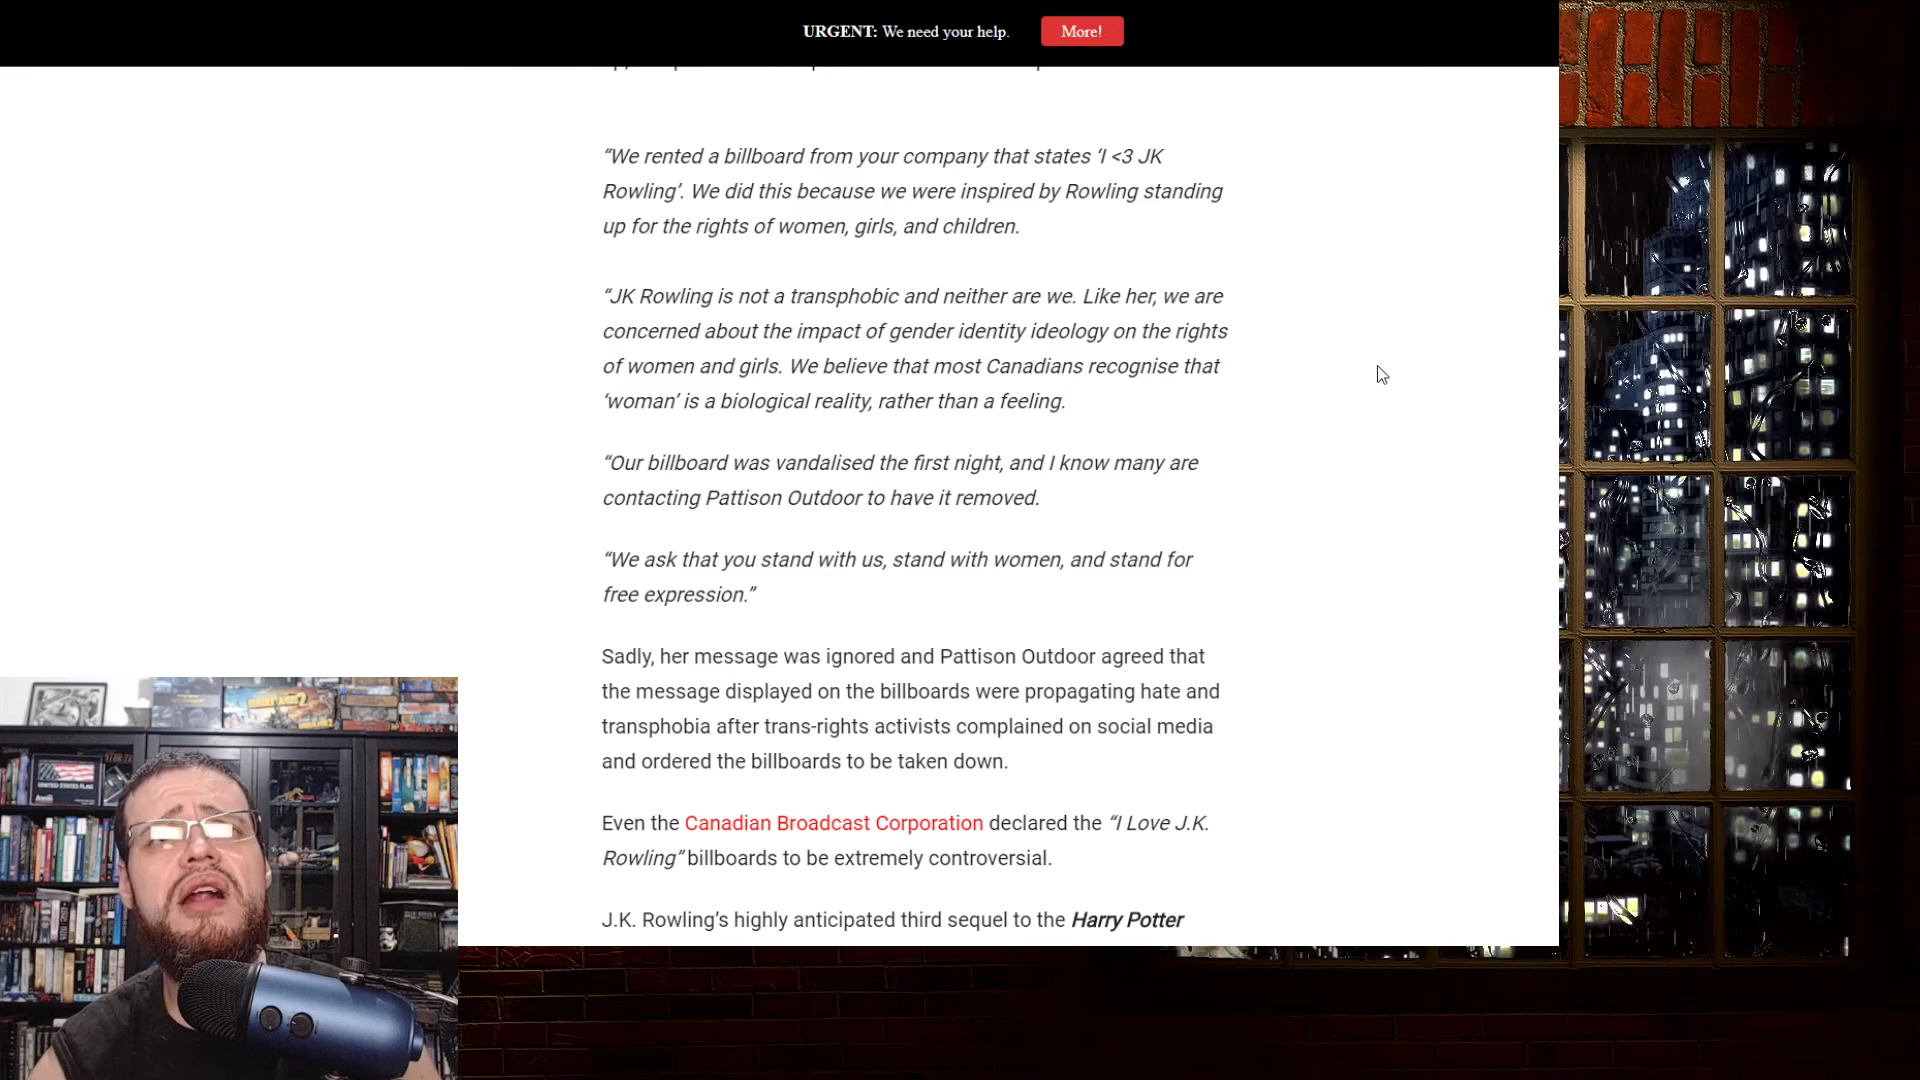 URGENT: We need your help. More!
“We rented a billboard from your company that states ‘I <3 JK
Rowling’. We did this because we were inspired by Rowling standing
up for the rights of women, girls, and children.
“JK Rowling is not a transphobic and neither are we. Like her, we are
concerned about the impact of gender identity ideology on the rights
of women and girls. We believe that most Canadians recognise that
‘woman’ is a biological reality, rather than a feeling.
“Our billboard was vandalised the first night, and I know many are
contacting Pattison Outdoor to have it removed.
“We ask that you stand with us, stand with women, and stand for
free expression.”
Sadly, her message was ignored and Pattison Outdoor agreed that
the message displayed on the billboards were propagating hate and
transphobia after trans-rights activists complained on social media
and ordered the billboards to be taken down.
Even the Canadian Broadcast Corporation declared the “I Love J.K.
Rowling” billboards to be extremely controversial.
J.K. Rowling’s highly anticipated third sequel to the Harry Potter
UNITED STATES FLAG